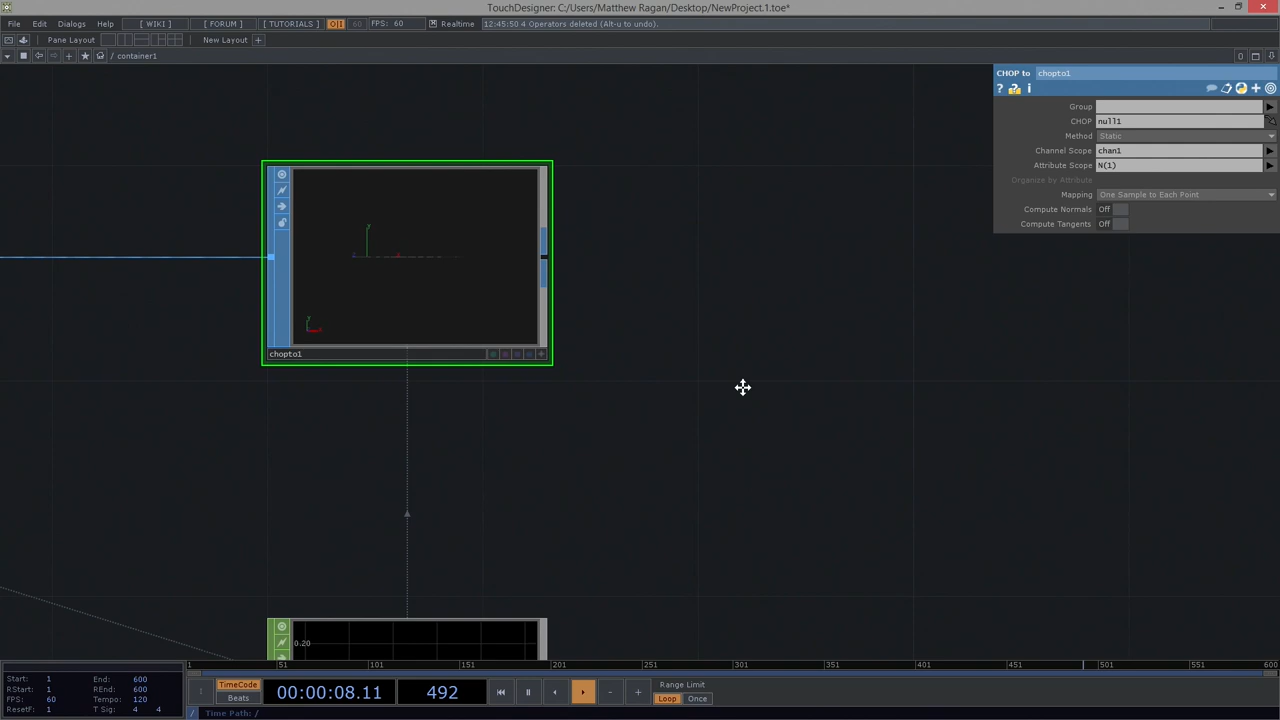 TouchDesigner: C:/Users/Matthew Ragan/Desktop/NewProject.1.toe*
File Edit Dialogs Help [ WIKI ] [ FORUM ] [ TUTORIALS ] O|I 60 FPS: 60 Realtime 12:45:50 4 Operators deleted (Alt-u to undo).
Pane Layout New Layout +
/ container1 0
CHOP to chopto1
? ? i
Group
CHOP null1
Method Static
Channel Scope chan1
Attribute Scope N(1)
Organize by Attribute
Mapping One Sample to Each Point
Compute Normals Off
Compute Tangents Off
y
y
chopto1
0.20
1 51 101 151 201 251 301 351 401 451 501 551 600
Start: 1 End: 600
RStart: 1 REnd: 600
FPS: 60 Tempo: 120
ResetF: 1 T Sig: 4 4
TimeCode
Beats
00:00:08.11 492
Range Limit
Loop Once
/ Time Path: /